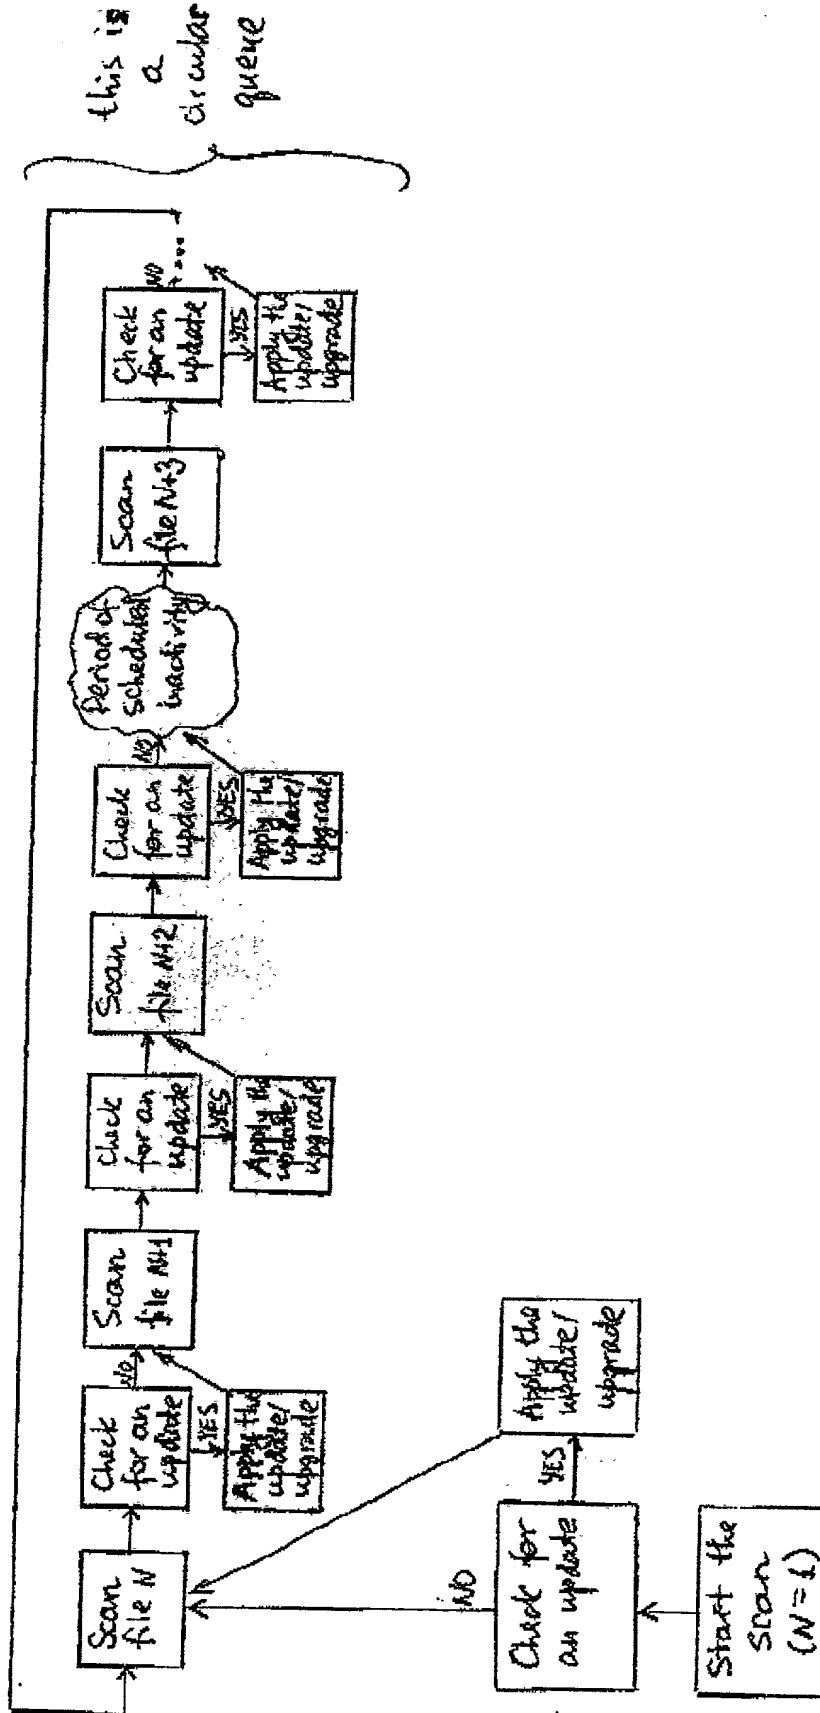 Scan
file N
Check
for an
update
NO
YES
Apply the
update/
upgrade
Scan
file N+1
Check
for an
update
YES
Apply the
update/
upgrade
Scan
file N+2
Check
for an
update
NO
YES
Apply the
update/
upgrade
Period of
scheduled
inactivity
Scan
file N+3
Check
for an
update
NO
....
YES
Apply the
update/
upgrade
this is
a
circular
queue
NO
Check for
an update
YES
Apply the
update/
upgrade
Start the
scan
(N=1)